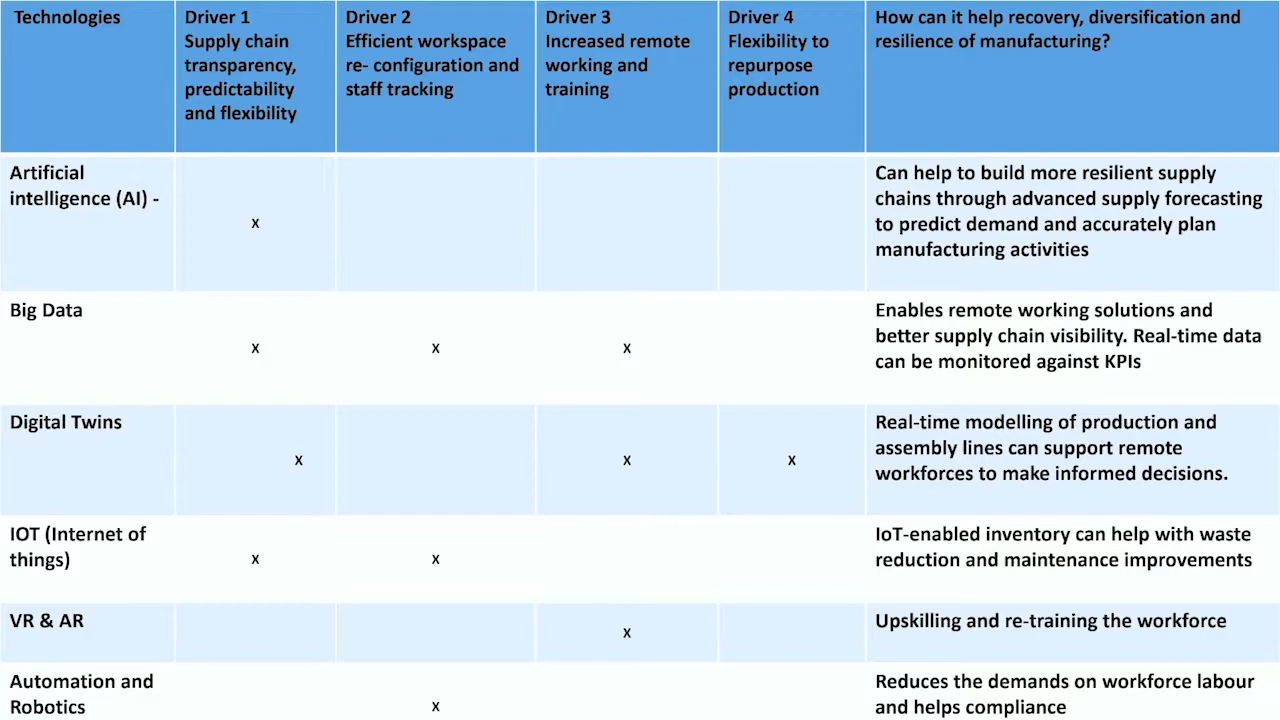 Technologies
Driver 1
Supply chain
transparency,
predictability
and flexibility
Driver 2
Efficient workspace
re- configuration and
staff tracking
Driver 3
Increased remote
working and
training
Driver 4
Flexibility to
repurpose
production
How can it help recovery, diversification and
resilience of manufacturing?
Artificial
intelligence (AI) -
x
Can help to build more resilient supply
chains through advanced supply forecasting
to predict demand and accurately plan
manufacturing activities
Big Data
x
x
x
Enables remote working solutions and
better supply chain visibility. Real-time data
can be monitored against KPIs
Digital Twins
x
x
x
Real-time modelling of production and
assembly lines can support remote
workforces to make informed decisions.
IOT (Internet of
things)
x
x
IoT-enabled inventory can help with waste
reduction and maintenance improvements
VR & AR
x
Upskilling and re-training the workforce
Automation and
Robotics
x
Reduces the demands on workforce labour
and helps compliance